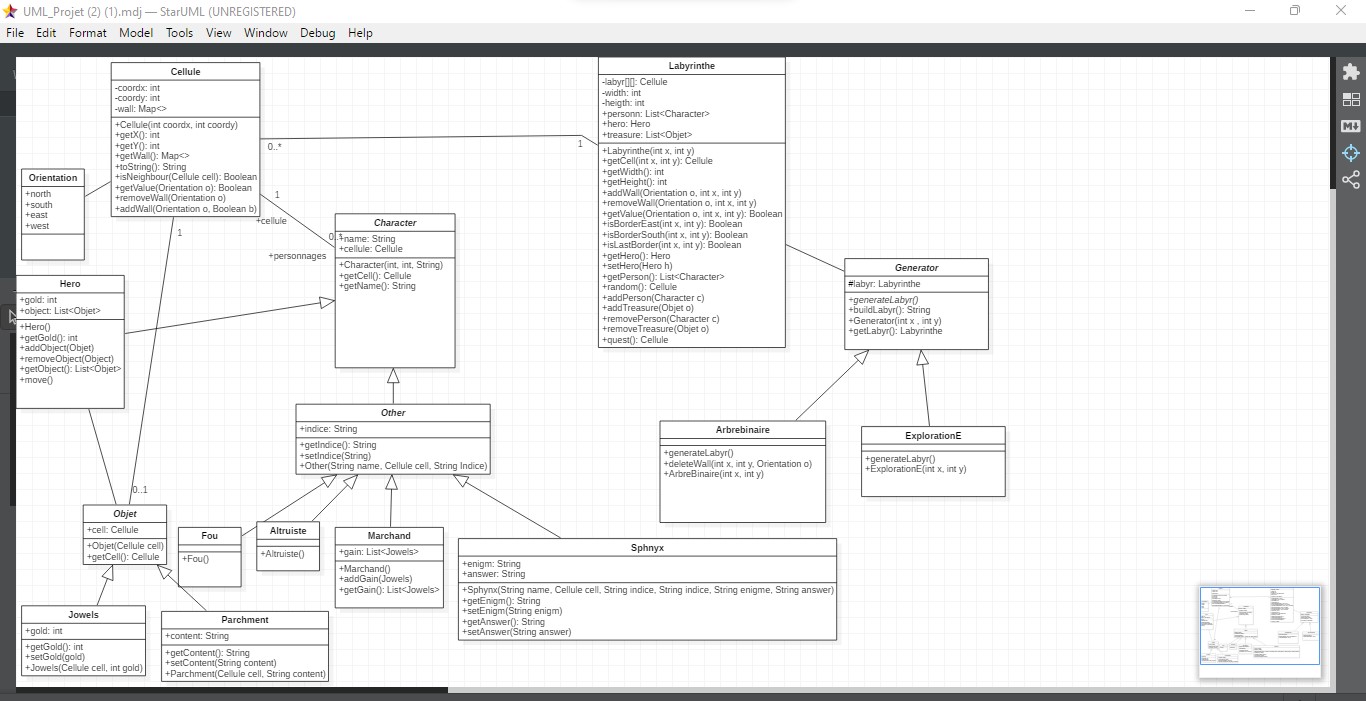 UML_Projet (2) (1).mdj — StarUML (UNREGISTERED)
File Edit Format Model Tools View Window Debug Help
Cellule
-coordx: int
-coordy: int
-wall: Map<>
+Cellule(int coordx, int coordy)
+getX(): int
+getY(): int
+getWall(): Map<>
+toString(): String
+isNeighbour(Cellule cell): Boolean
+getValue(Orientation o): Boolean
+removeWall(Orientation o)
+addWall(Orientation o, Boolean b)
0..*
1
1
+cellule
0..*
+personnages
1
0..1
Labyrinthe
-labyr[][]: Cellule
-width: int
-heigth: int
+personn: List<Character>
+hero: Hero
+treasure: List<Objet>
+Labyrinthe(int x, int y)
+getCell(int x, int y): Cellule
+getWidth(): int
+getHeight(): int
+addWall(Orientation o, int x, int y)
+removeWall(Orientation o, int x, int y)
+getValue(Orientation o, int x, int y): Boolean
+isBorderEast(int x, int y): Boolean
+isBorderSouth(int x, int y): Boolean
+isLastBorder(int x, int y): Boolean
+getHero(): Hero
+setHero(Hero h)
+getPerson(): List<Character>
+random(): Cellule
+addPerson(Character c)
+addTreasure(Objet o)
+removePerson(Character c)
+removeTreasure(Objet o)
+quest(): Cellule
Orientation
+north
+south
+east
+west
Character
+name: String
+cellule: Cellule
+Character(int, int, String)
+getCell(): Cellule
+getName(): String
Generator
#labyr: Labyrinthe
+generateLabyr()
+buildLabyr(): String
+Generator(int x , int y)
+getLabyr(): Labyrinthe
Hero
+gold: int
+object: List<Objet>
+Hero()
+getGold(): int
+addObject(Objet)
+removeObject(Object)
+getObject(): List<Objet>
+move()
Other
+indice: String
+getIndice(): String
+setIndice(String)
+Other(String name, Cellule cell, String Indice)
Arbrebinaire
+generateLabyr()
+deleteWall(int x, int y, Orientation o)
+ArbreBinaire(int x, int y)
ExplorationE
+generateLabyr()
+ExplorationE(int x, int y)
Objet
+cell: Cellule
+Objet(Cellule cell)
+getCell(): Cellule
Fou
+Fou()
Altruiste
+Altruiste()
Marchand
+gain: List<Jowels>
+Marchand()
+addGain(Jowels)
+getGain(): List<Jowels>
Sphnyx
+enigm: String
+answer: String
+Sphynx(String name, Cellule cell, String indice, String indice, String enigme, String answer)
+getEnigm(): String
+setEnigm(String enigm)
+getAnswer(): String
+setAnswer(String answer)
Jowels
+gold: int
+getGold(): int
+setGold(gold)
+Jowels(Cellule cell, int gold)
Parchment
+content: String
+getContent(): String
+setContent(String content)
+Parchment(Cellule cell, String content)